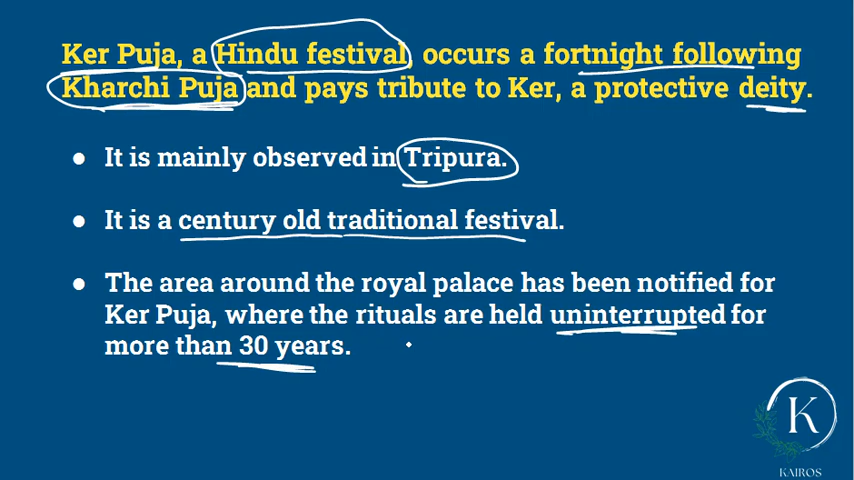 Ker Puja, a Hindu festival, occurs a fortnight following
Kharchi Puja and pays tribute to Ker, a protective deity.
● It is mainly observed in Tripura.
● It is a century old traditional festival.
● The area around the royal palace has been notified for
Ker Puja, where the rituals are held uninterrupted for
more than 30 years.
K
KAIROS